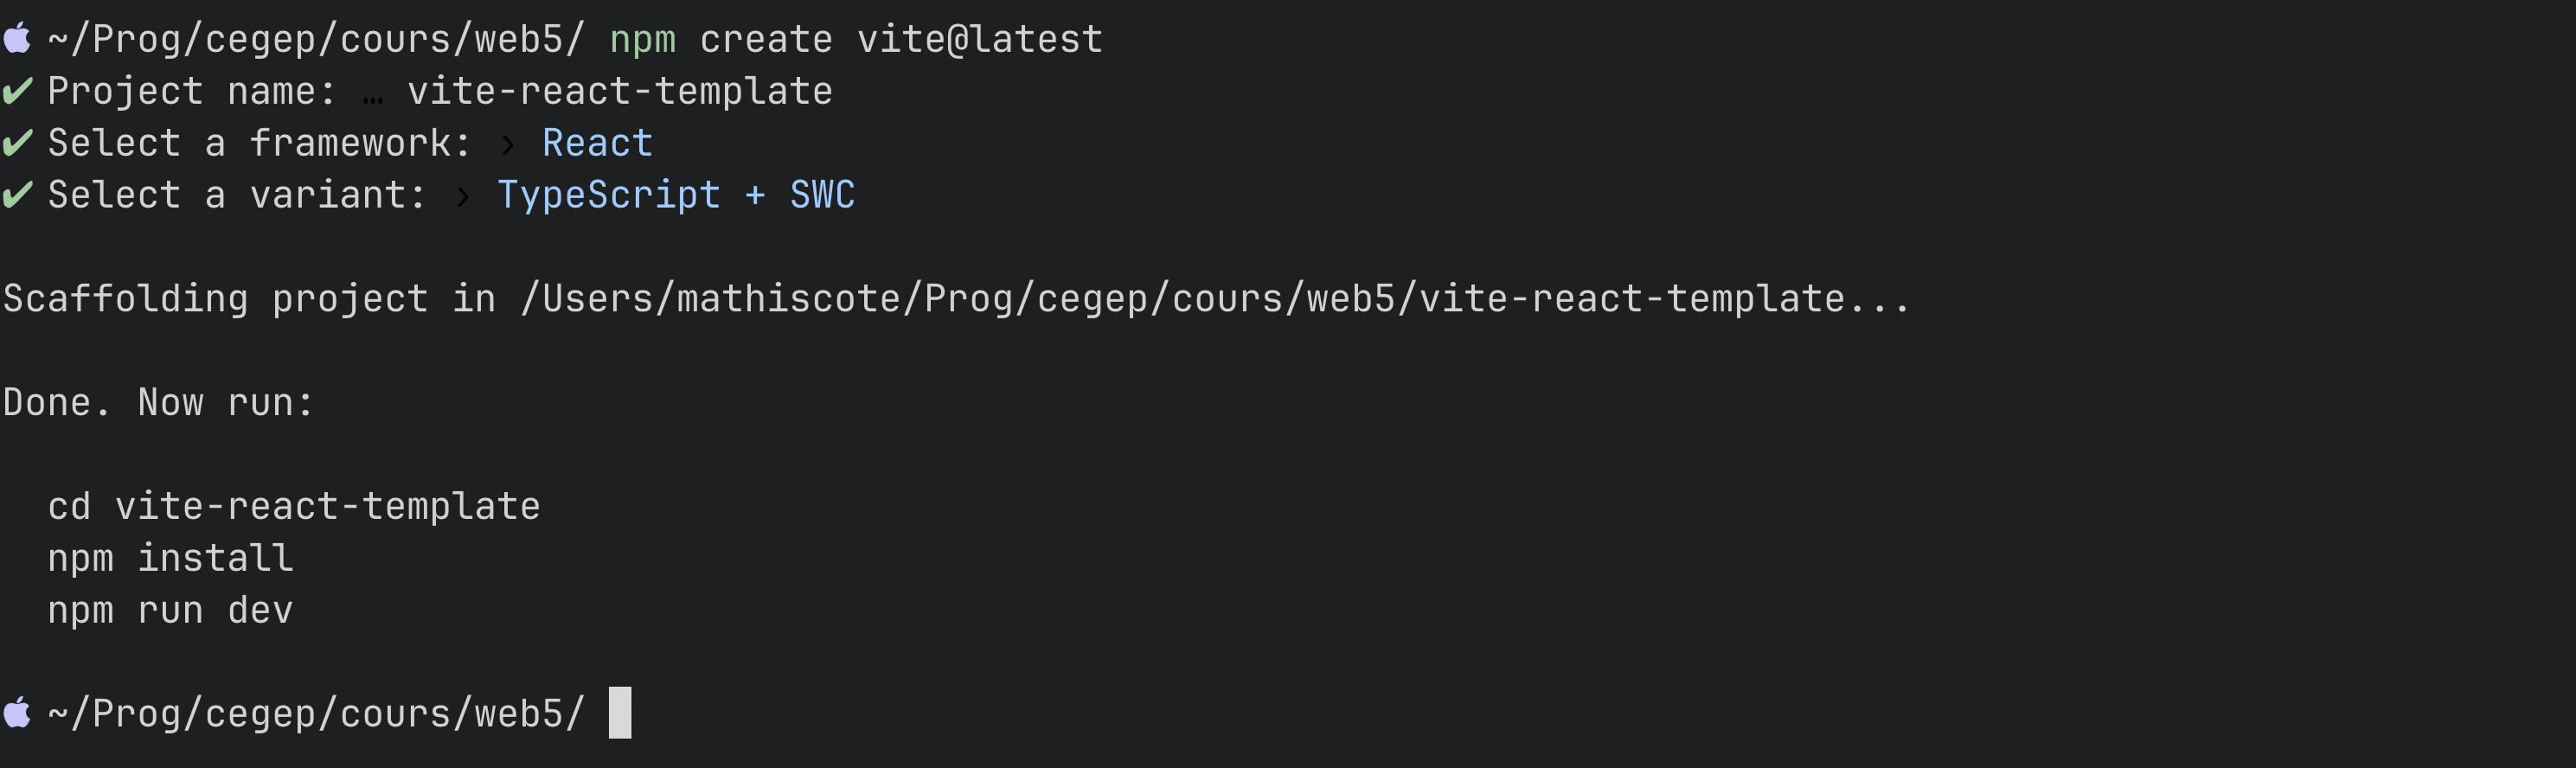 ~/Prog/cegep/cours/web5/ npm create vite@latest
✔ Project name: … vite-react-template
✔ Select a framework: › React
✔ Select a variant: › TypeScript + SWC
Scaffolding project in /Users/mathiscote/Prog/cegep/cours/web5/vite-react-template...
Done. Now run:
cd vite-react-template
npm install
npm run dev
~/Prog/cegep/cours/web5/